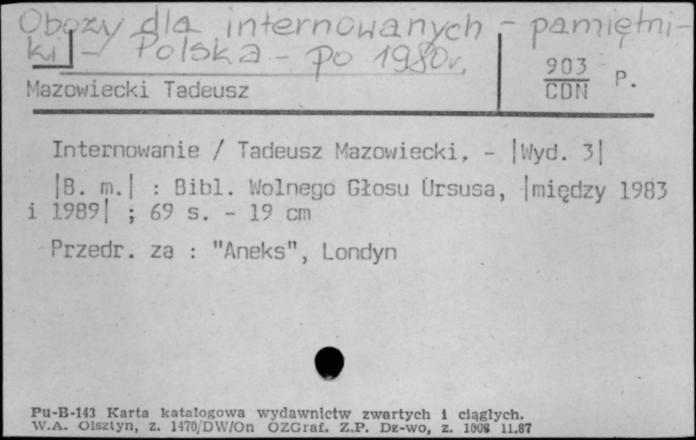 Obozy dla internowanych - pamiętni-
ki - Polska - po 1980r.
903
CDN P.
Mazowiecki Tadeusz
Internowanie / Tadeusz Mazowiecki. - |Wyd. 3|
|B. m.| : Bibl. Wolnego Głosu Ursusa, |między 1983
i 1989| ; 69 s. - 19 cm
Przedr. za : "Aneks", Londyn
Pu-B-143 Karta katalogowa wydawnictw zwartych i ciągłych.
W.A. Olsztyn, z. 1470/DW/On OZGraf. Z.P. Dz-wo, z. 1008 11.87